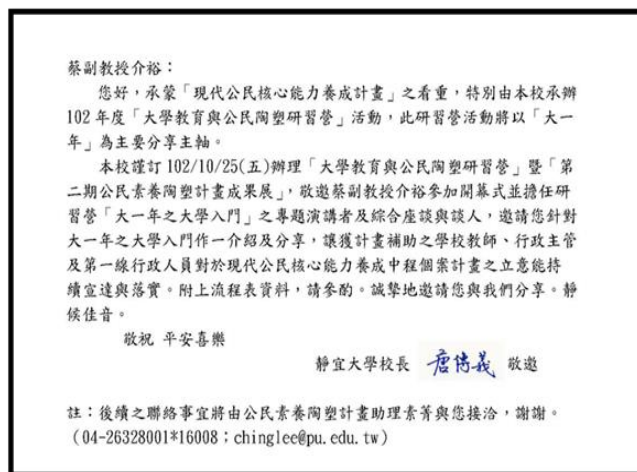 蔡副教授介裕：
您好，承蒙「現代公民核心能力養成計畫」之看重，特別由本校承辦
102 年度「大學教育與公民陶塑研習營」活動，此研習營活動將以「大一
年」為主要分享主軸。
本校謹訂 102/10/25(五)辦理「大學教育與公民陶塑研習營」暨「第
二期公民素養陶塑計畫成果展」，敬邀蔡副教授介裕參加開幕式並擔任研
習營「大一年之大學入門」之專題演講者及綜合座談與談人，邀請您針對
大一年之大學入門作一介紹及分享，讓獲計畫補助之學校教師、行政主管
及第一線行政人員對於現代公民核心能力養成中程個案計畫之立意能持
續宣達與落實。附上流程表資料，請參酌。誠摯地邀請您與我們分享。靜
候佳音。
敬祝 平安喜樂
靜宜大學校長 唐傳義 敬邀
註：後續之聯絡事宜將由公民素養陶塑計畫助理素菁與您接洽，謝謝。
(04-26328001*16008；chinglee@pu.edu.tw)